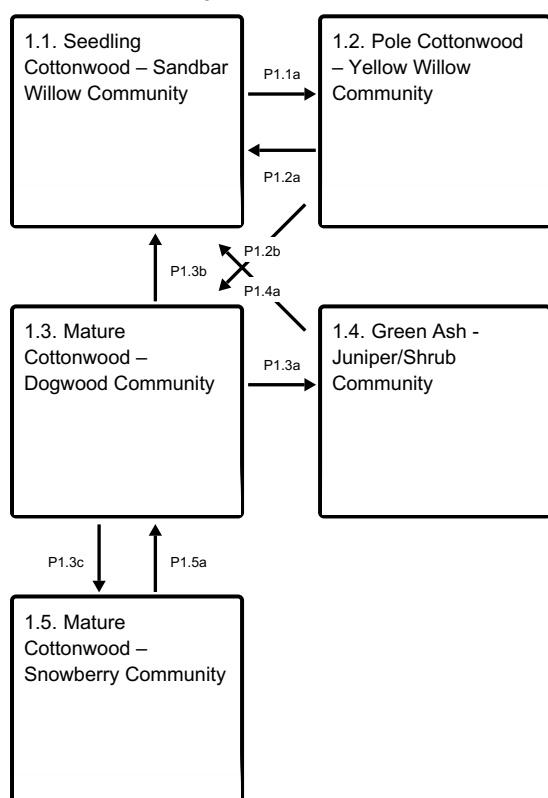 1.1. Seedling
Cottonwood – Sandbar
Willow Community
1.2. Pole Cottonwood
– Yellow Willow
Community
P1.1a
P1.2a
P1.2b
P1.3b
P1.4a
1.3. Mature
Cottonwood –
Dogwood Community
1.4. Green Ash -
Juniper/Shrub
Community
P1.3a
P1.3c
P1.5a
1.5. Mature
Cottonwood –
Snowberry Community